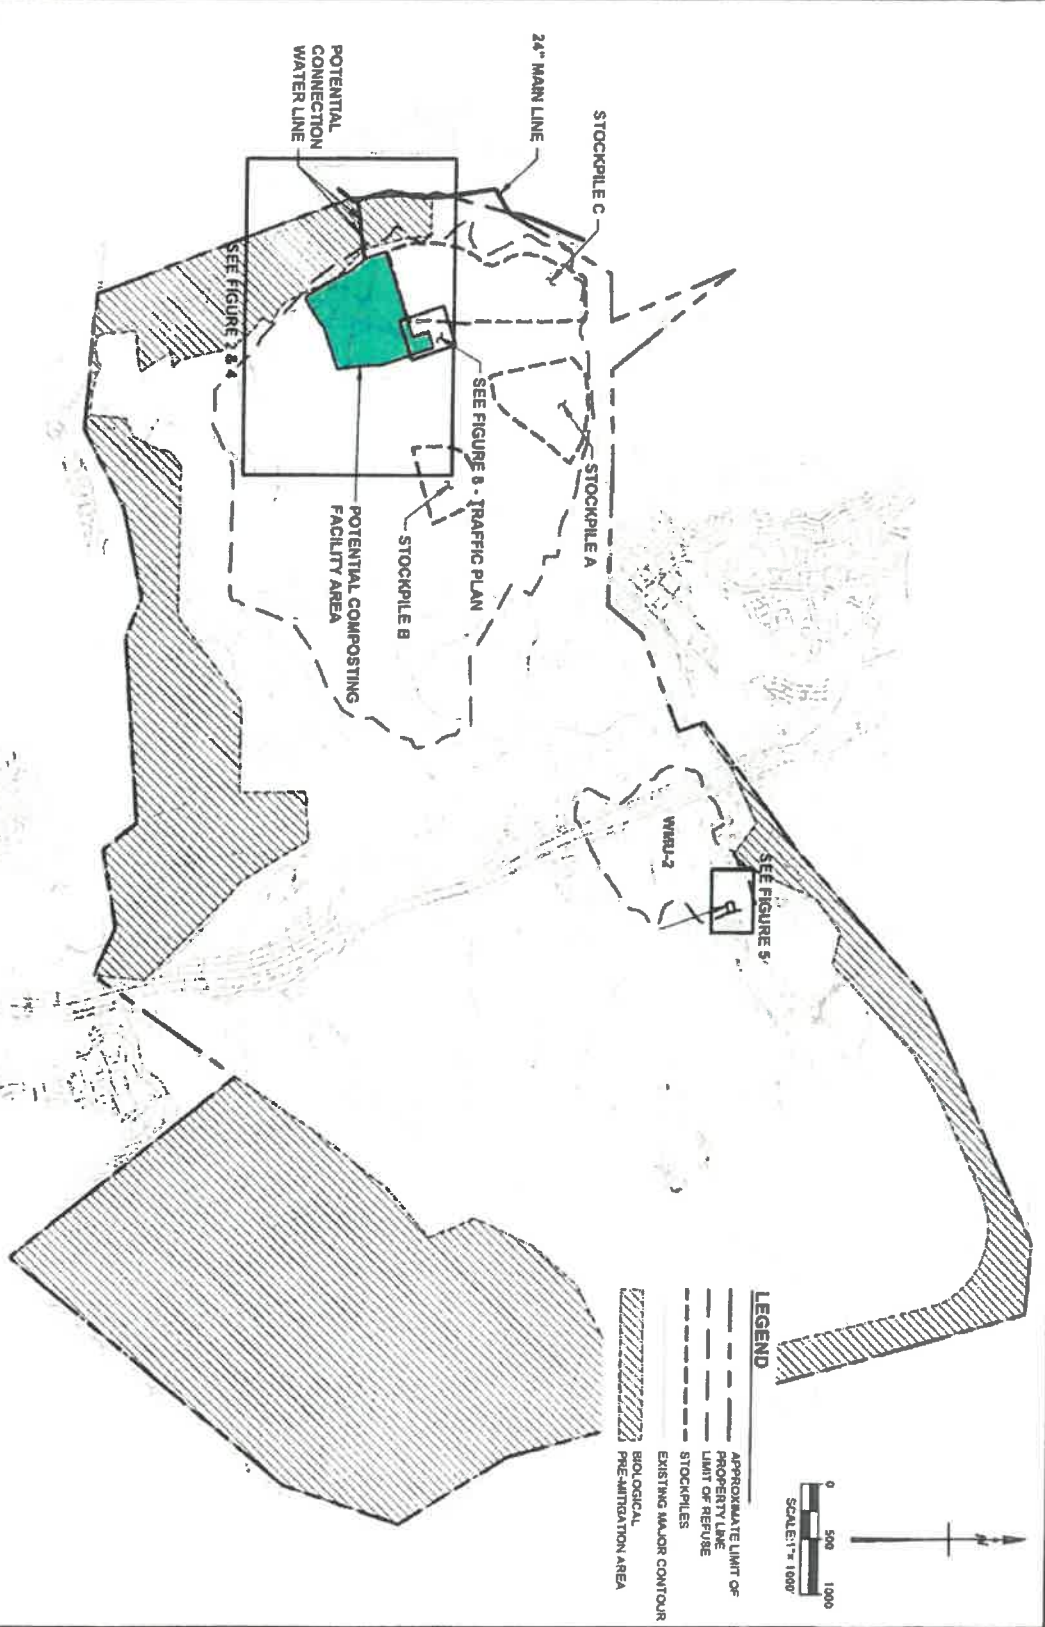 24" MAIN LINE
STOCKPILE C
POTENTIAL
CONNECTION
WATER LINE
SEE FIGURE 2 & 4
STOCKPILE A
SEE FIGURE 8 - TRAFFIC PLAN
STOCKPILE B
POTENTIAL COMPOSTING
FACILITY AREA
WMU-2
SEE FIGURE 5
LEGEND
APPROXIMATE LIMIT OF
PROPERTY LINE
LIMIT OF REFUSE
STOCKPILES
EXISTING MAJOR CONTOUR
BIOLOGICAL
PRE-MITIGATION AREA
N
0 500 1000
SCALE:1"= 1000'